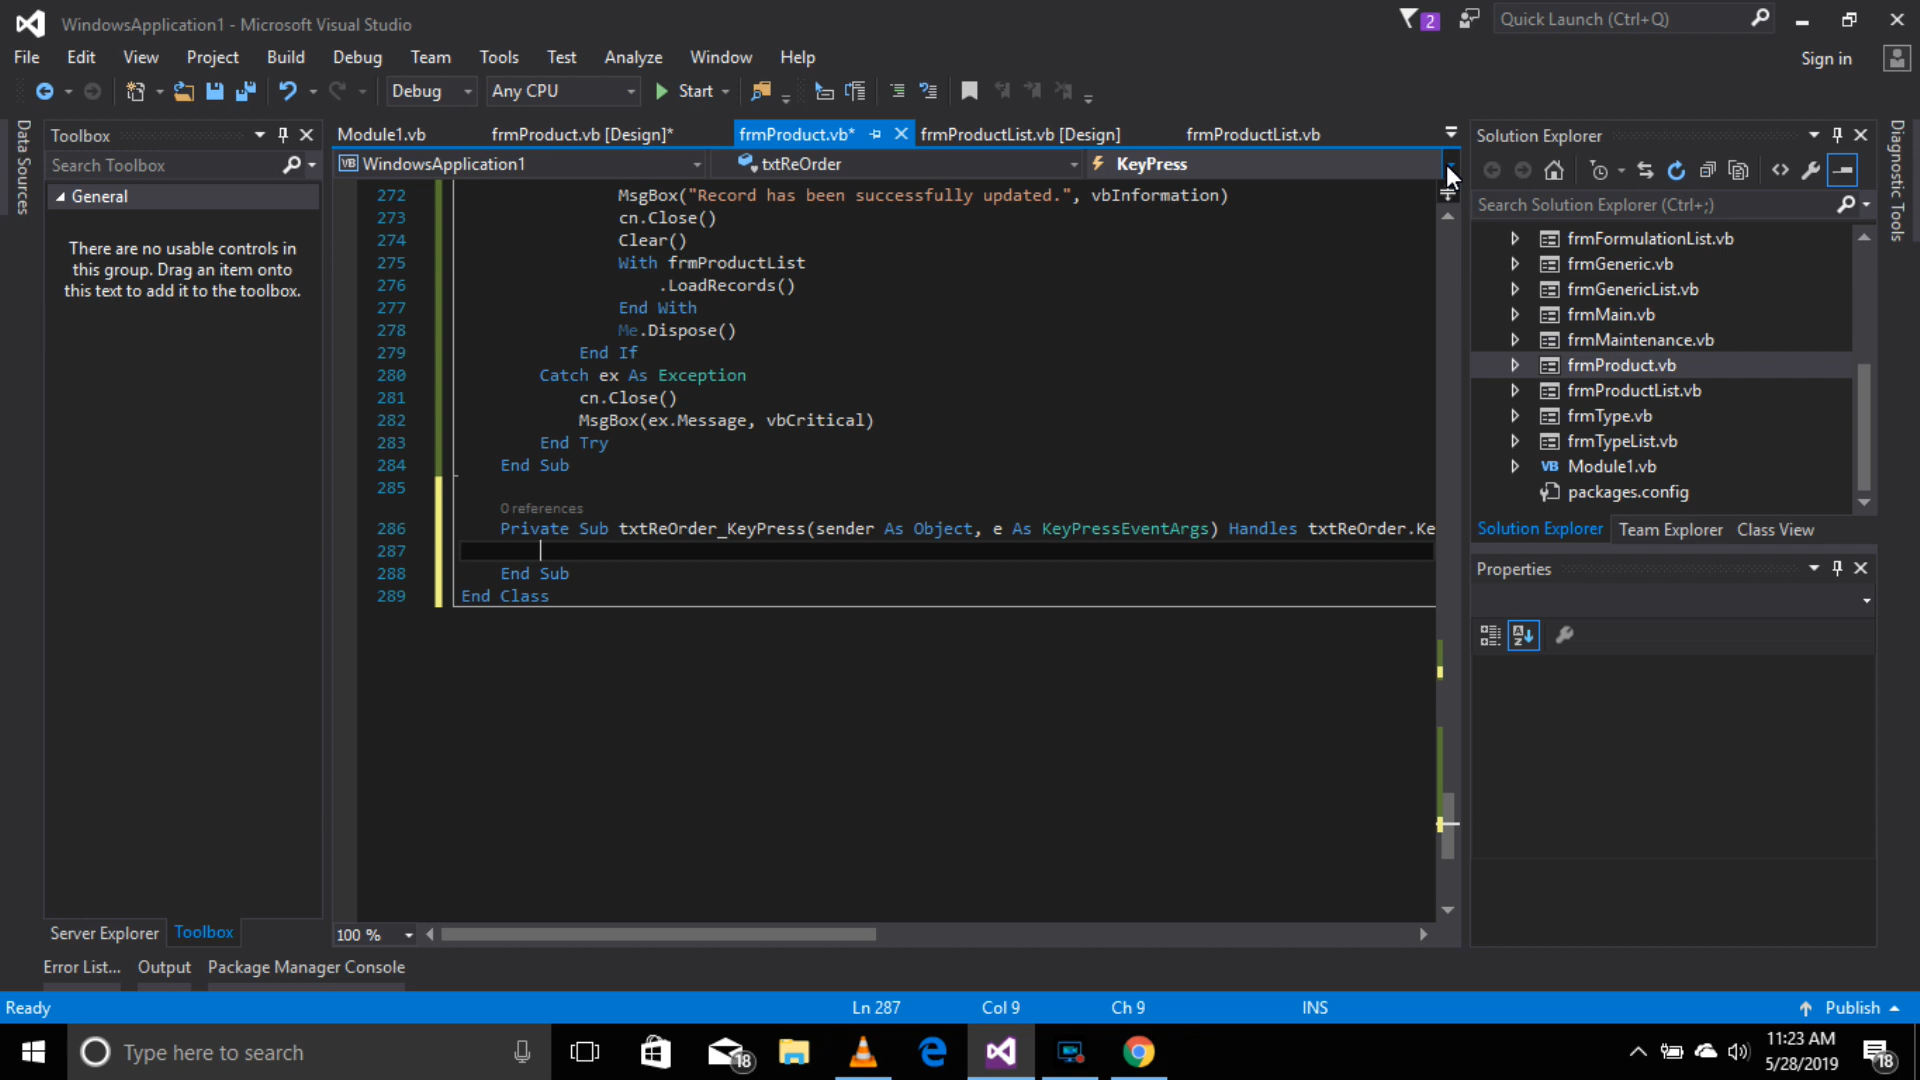 WindowsApplication1 - Microsoft Visual Studio
2
Quick Launch (Ctrl+Q)
File Edit View Project Build Debug Team Tools Test Analyze Window Help
Sign in
Debug Any CPU Start
Data Sources
Toolbox
Search Toolbox
General
There are no usable controls in
this group. Drag an item onto
this text to add it to the toolbox.
Server Explorer Toolbox
Module1.vb frmProduct.vb [Design]* frmProduct.vb* frmProductList.vb [Design] frmProductList.vb
VB WindowsApplication1 txtReOrder KeyPress
272 MsgBox("Record has been successfully updated.", vbInformation)
273 cn.Close()
274 Clear()
275 With frmProductList
276 .LoadRecords()
277 End With
278 Me.Dispose()
279 End If
280 Catch ex As Exception
281 cn.Close()
282 MsgBox(ex.Message, vbCritical)
283 End Try
284 End Sub
285
0 references
286 Private Sub txtReOrder_KeyPress(sender As Object, e As KeyPressEventArgs) Handles txtReOrder.Ke
287
288 End Sub
289 End Class
100 %
Solution Explorer
Search Solution Explorer (Ctrl+;)
frmFormulationList.vb
frmGeneric.vb
frmGenericList.vb
frmMain.vb
frmMaintenance.vb
frmProduct.vb
frmProductList.vb
frmType.vb
frmTypeList.vb
VB Module1.vb
packages.config
Solution Explorer Team Explorer Class View
Properties
Diagnostic Tools
Error List... Output Package Manager Console
Ready Ln 287 Col 9 Ch 9 INS Publish
Type here to search
18
11:23 AM
5/28/2019
18